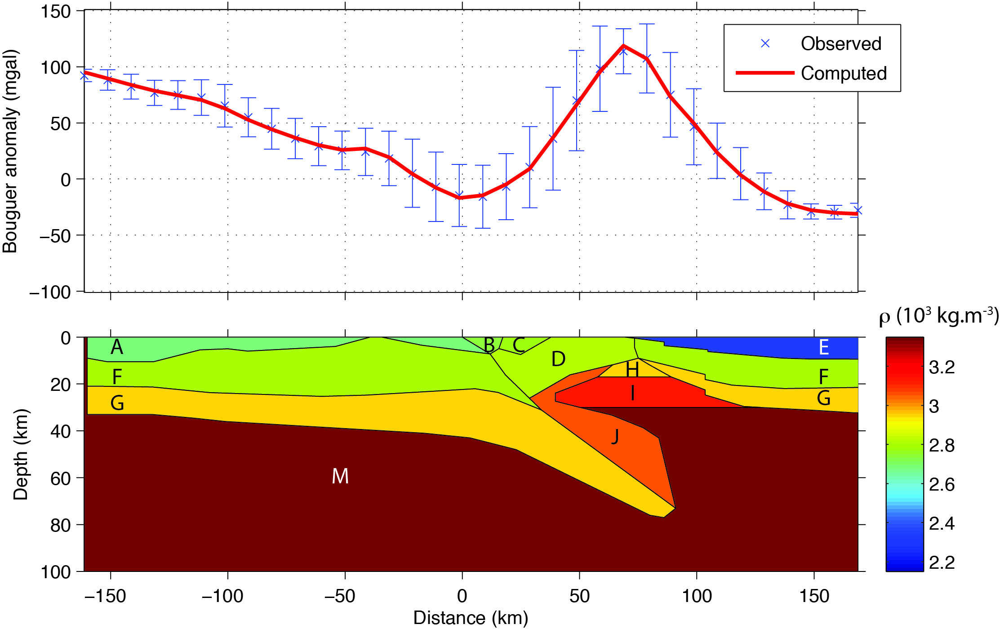 150
100
50
0
−50
−100
Bouguer anomaly (mgal)
Observed
Computed
ρ (10³ kg.m⁻³)
0
20
40
60
80
100
Depth (km)
A
B
C
D
E
F
F
G
G
H
I
J
M
3.2
3
2.8
2.6
2.4
2.2
−150
−100
−50
0
50
100
150
Distance (km)